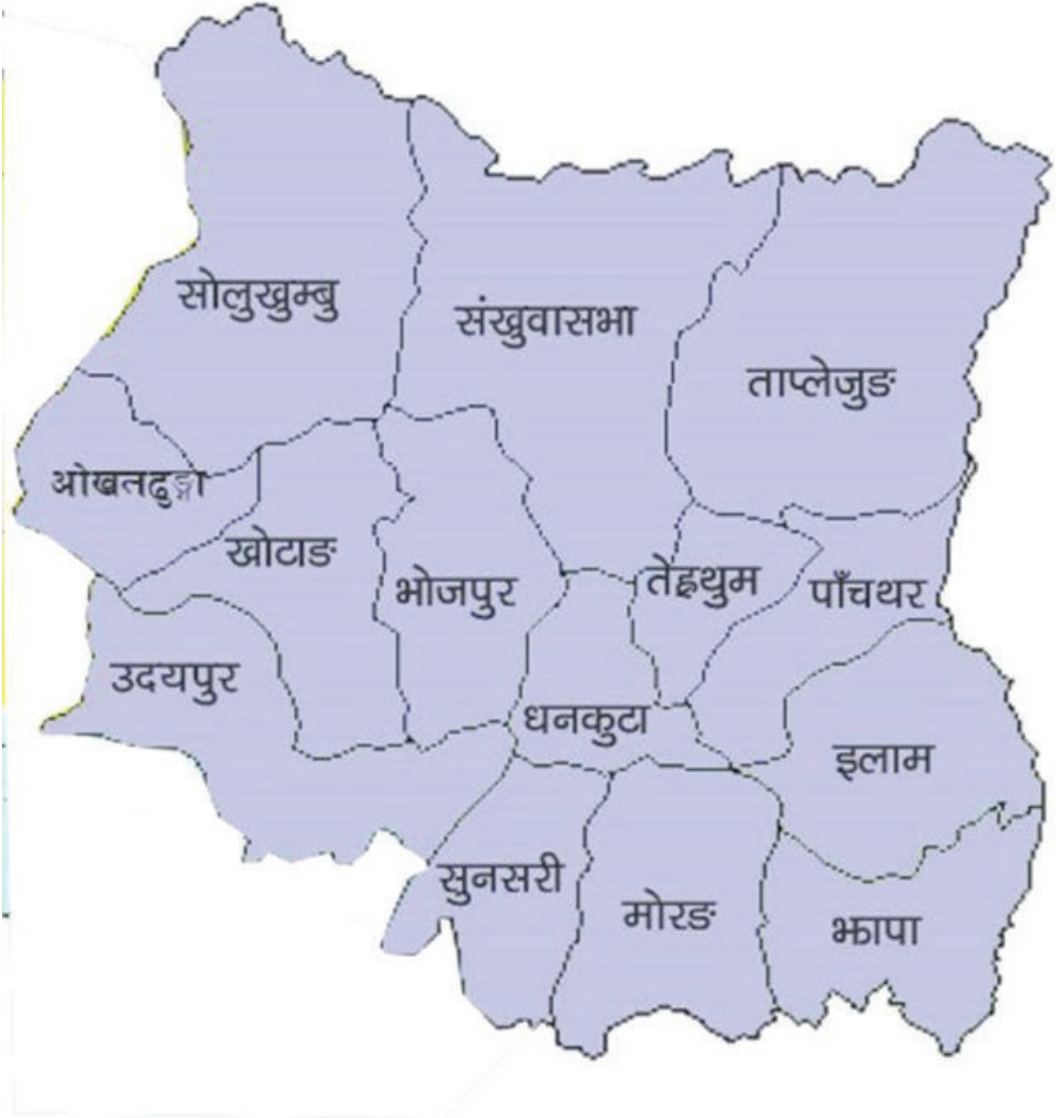 सोलुखुम्बु
संखुवासभा
ताप्लेजुङ
ओखलढुङ्गा
खोटाङ
भोजपुर
तेह्रथुम
पाँचथर
उदयपुर
धनकुटा
इलाम
सुनसरी
मोरङ
झापा